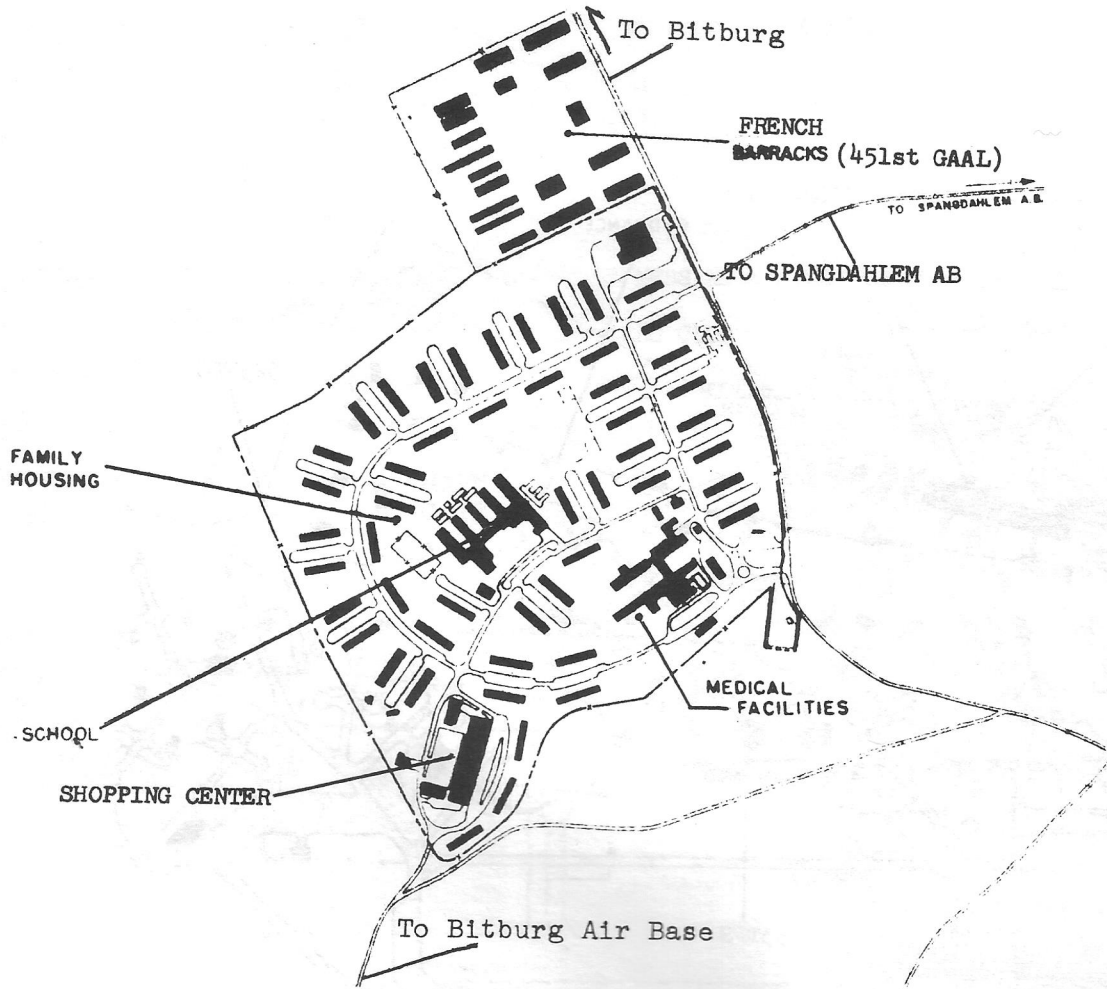 To Bitburg
FRENCH
BARRACKS (451st GAAL)
TO SPANGDAHLEM A.B.
TO SPANGDAHLEM AB
FAMILY
HOUSING
MEDICAL
FACILITIES
SCHOOL
SHOPPING CENTER
To Bitburg Air Base